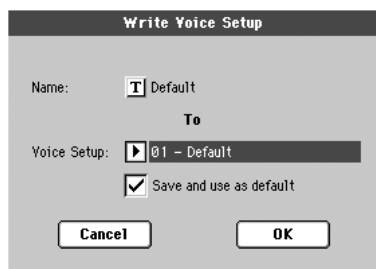 Write Voice Setup
Name: T Default
To
Voice Setup: 01 - Default
Save and use as default
Cancel OK